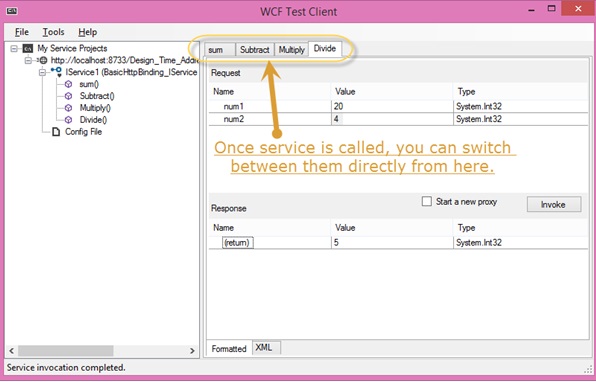 WCF Test Client
File Tools Help
My Service Projects
http://localhost:8733/Design_Time_Addre
IService1 (BasicHttpBinding_IService
sum()
Subtract()
Multiply()
Divide()
Config File
sum Subtract Multiply Divide
Request
Name Value Type
num1 20 System.Int32
num2 4 System.Int32
Once service is called, you can switch
between them directly from here.
Start a new proxy Invoke
Response
Name Value Type
(return) 5 System.Int32
Formatted XML
Service invocation completed.